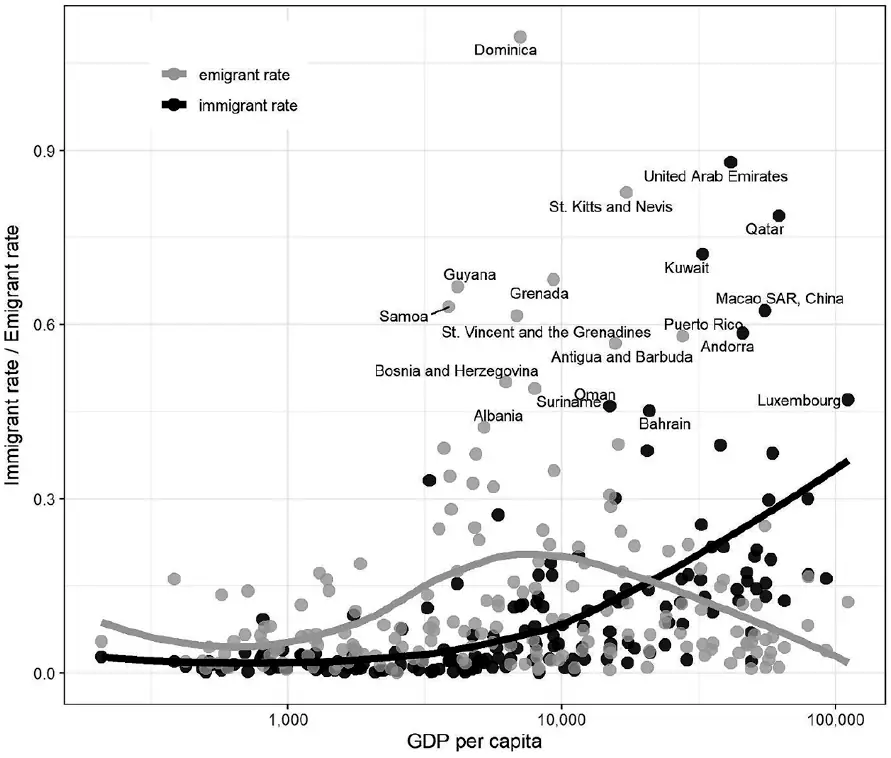 Dominica
emigrant rate
immigrant rate
0.9
United Arab Emirates
St. Kitts and Nevis
Qatar
Guyana
Kuwait
Grenada
Macao SAR, China
Samoa
0.6
St. Vincent and the Grenadines
Puerto Rico
Andorra
Antigua and Barbuda
Bosnia and Herzegovina
Oman
Suriname
Luxembourg
Albania
Bahrain
0.3
0.0
Immigrant rate / Emigrant rate
1,000
10,000
100,000
GDP per capita